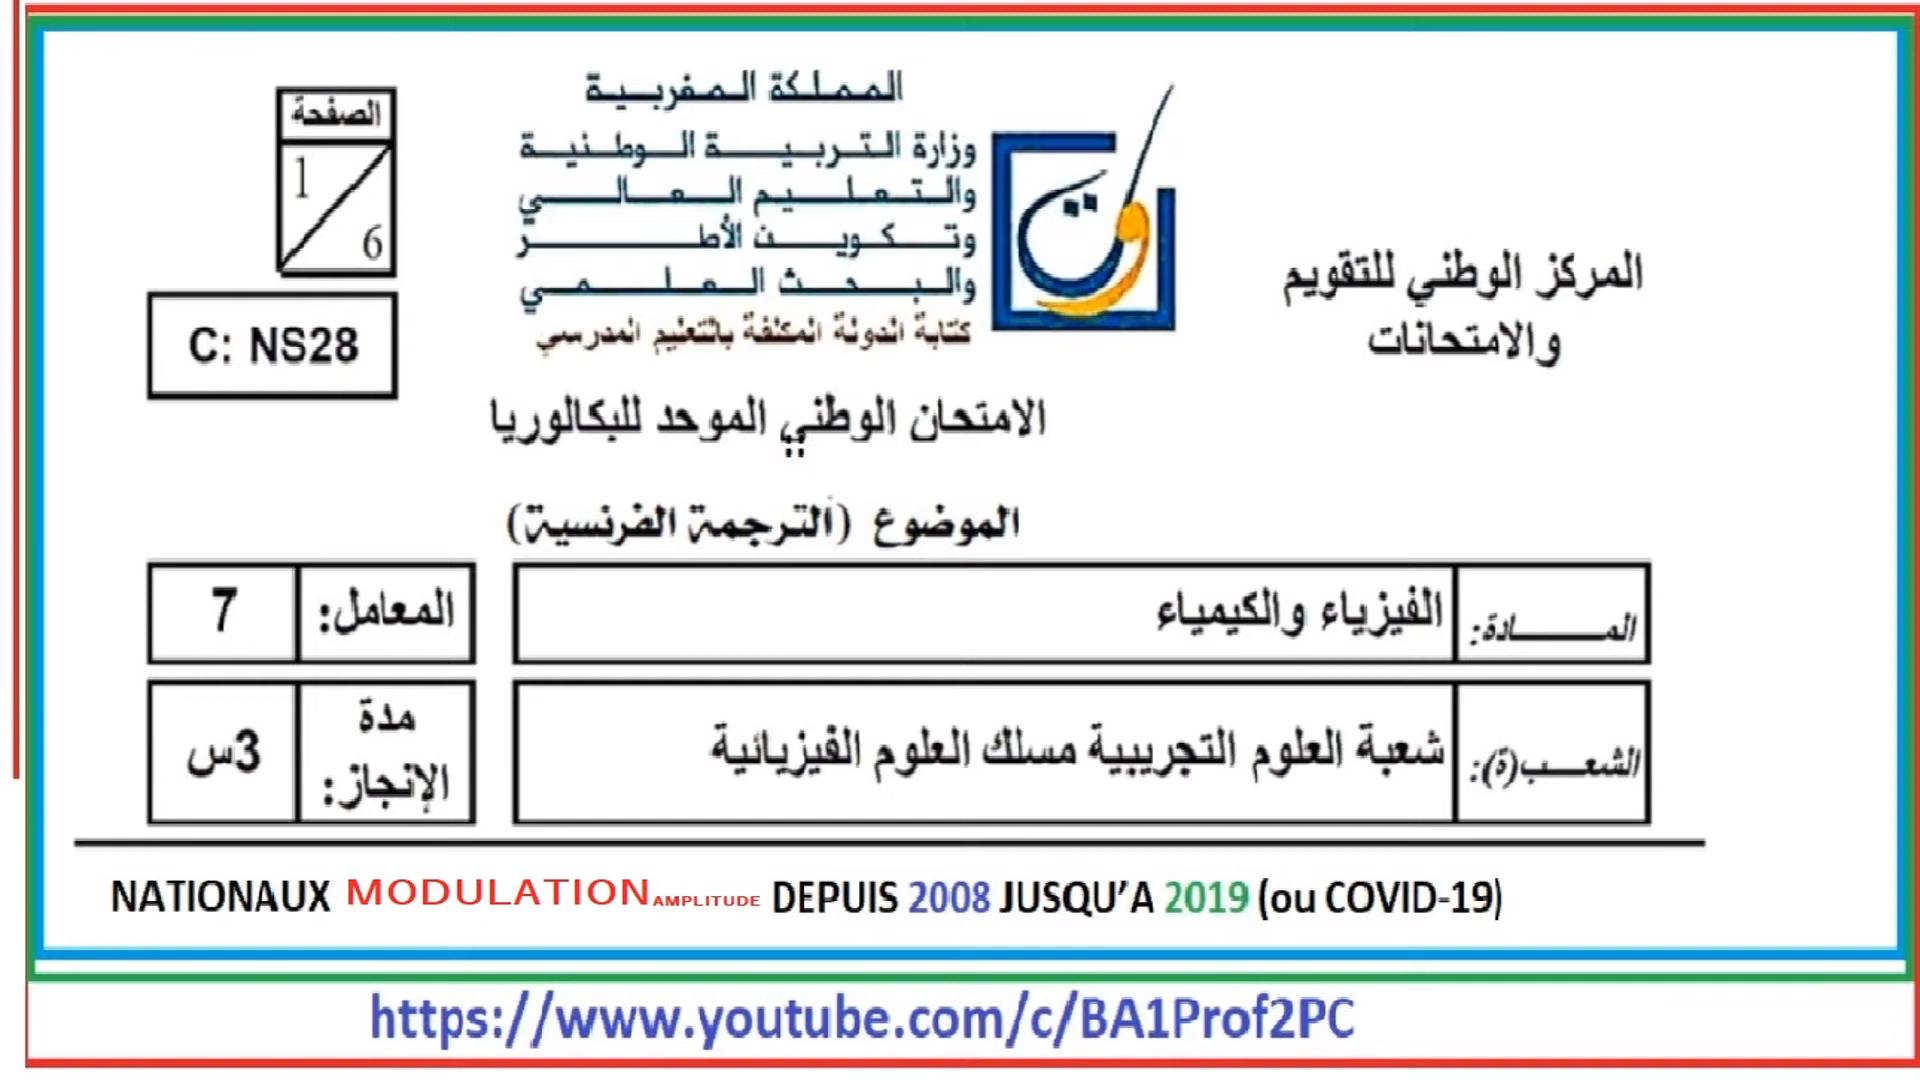 المملكة المغربية
وزارة التربية الوطنية
والتعليم العالي
وتكوين الأطر
والبحث العلمي
كتابة الدولة المكلفة بالتعليم المدرسي
المركز الوطني للتقويم
والامتحانات
الصفحة
1
6
C: NS28
الامتحان الوطني الموحد للبكالوريا
الموضوع (الترجمة الفرنسية)
المادة: الفيزياء والكيمياء
المعامل: 7
الشعب(ة): شعبة العلوم التجريبية مسلك العلوم الفيزيائية
مدة
الإنجاز: 3س
NATIONAUX MODULATION AMPLITUDE DEPUIS 2008 JUSQU'A 2019 (ou COVID-19)
https://www.youtube.com/c/BA1Prof2PC